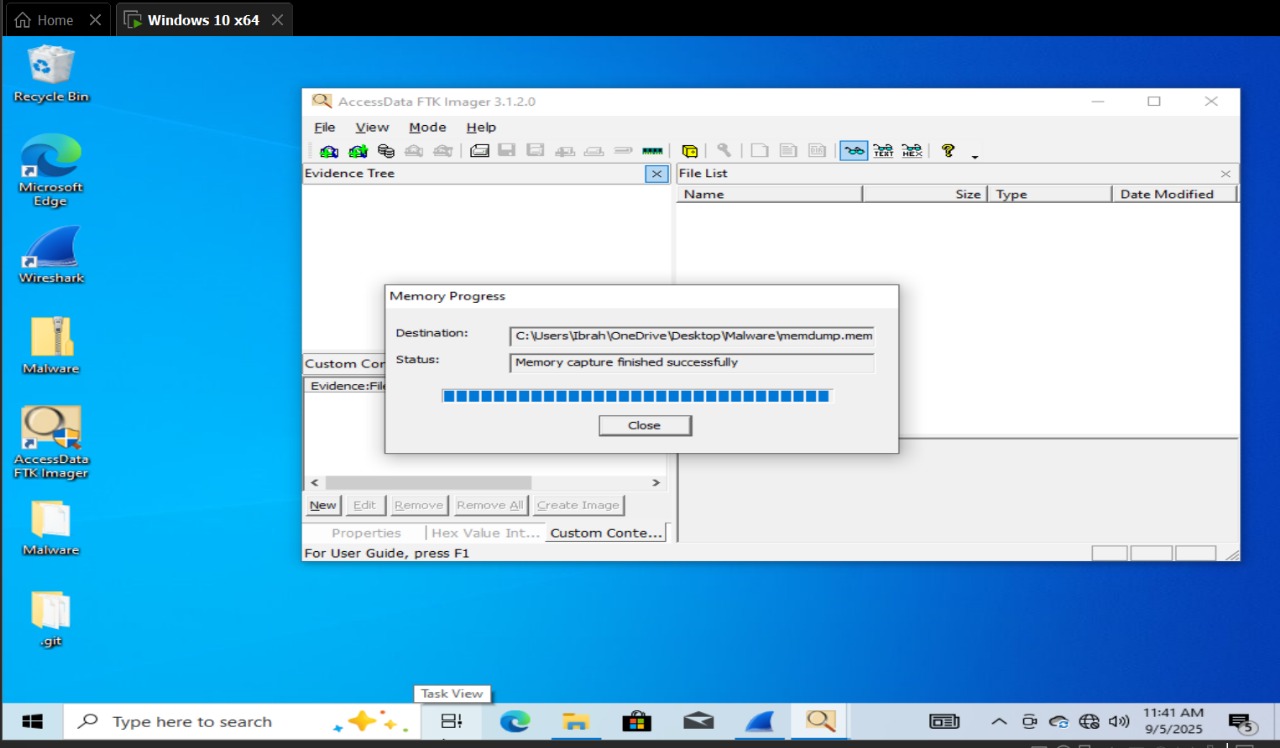 Home
Windows 10 x64
Recycle Bin
Microsoft
Edge
Wireshark
Malware
AccessData
FTK Imager
Malware
.git
AccessData FTK Imager 3.1.2.0
File View Mode Help
TEXT HEX
Evidence Tree
File List
Name Size Type Date Modified
Memory Progress
Destination: C:\Users\Ibrah\OneDrive\Desktop\Malware\memdump.mem
Status: Memory capture finished successfully
Close
Custom Con
Evidence:File
New Edit Remove Remove All Create Image
Properties Hex Value Int... Custom Conte...
For User Guide, press F1
Task View
Type here to search
11:41 AM
9/5/2025
5